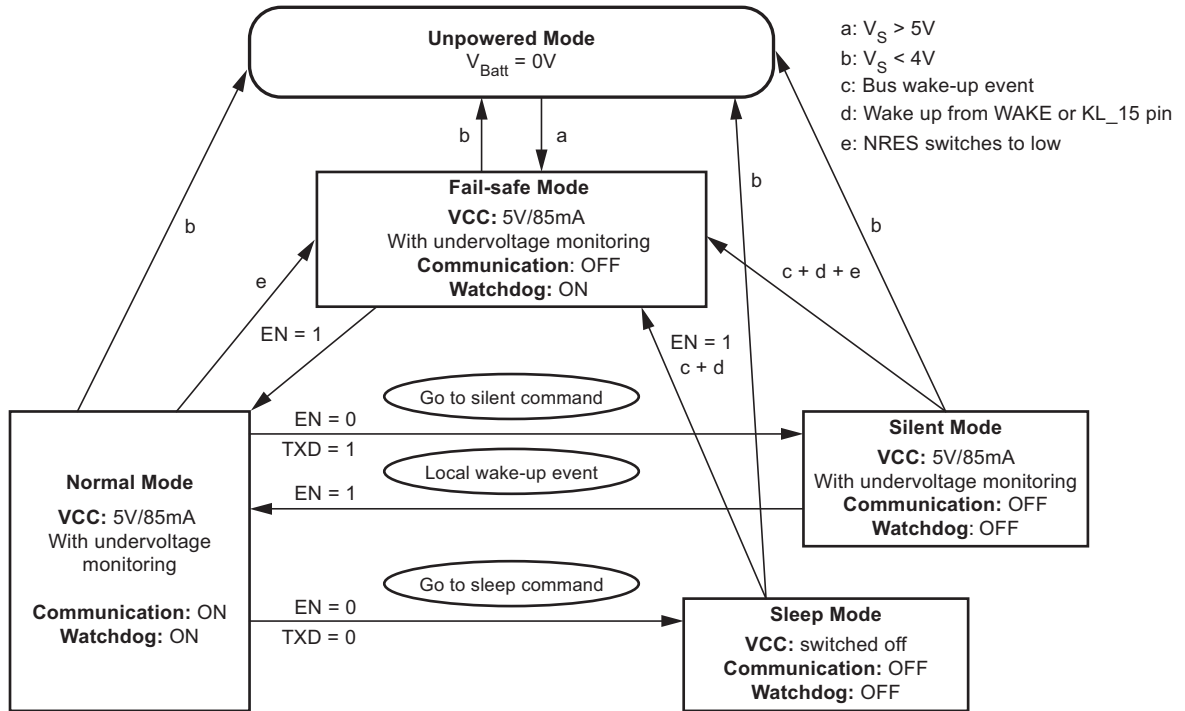 Unpowered Mode
V_Batt = 0V
a: V_S > 5V
b: V_S < 4V
c: Bus wake-up event
d: Wake up from WAKE or KL_15 pin
e: NRES switches to low
b
a
Fail-safe Mode
VCC: 5V/85mA
With undervoltage monitoring
Communication: OFF
Watchdog: ON
b
b
b
e
c + d + e
EN = 1
EN = 1
c + d
Go to silent command
EN = 0
TXD = 1
Local wake-up event
EN = 1
Normal Mode
VCC: 5V/85mA
With undervoltage
monitoring
Communication: ON
Watchdog: ON
Silent Mode
VCC: 5V/85mA
With undervoltage monitoring
Communication: OFF
Watchdog: OFF
Go to sleep command
EN = 0
TXD = 0
Sleep Mode
VCC: switched off
Communication: OFF
Watchdog: OFF